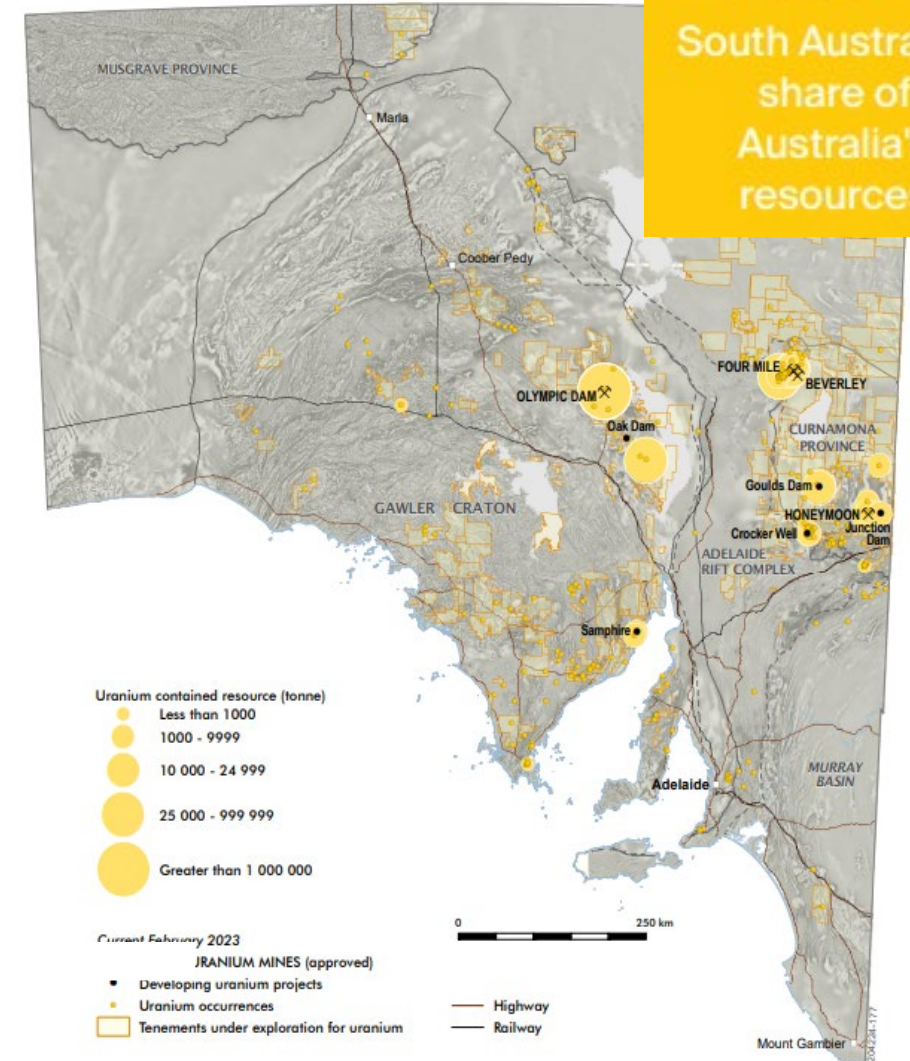 South Austra
share of
Australia'
resource
MUSGRAVE PROVINCE
Marla
Coober Pedy
FOUR MILE
BEVERLEY
OLYMPIC DAM
Oak Dam
CURNAMONA
PROVINCE
Goulds Dam
GAWLER CRATON
HONEYMOON
Junction
Dam
Crocker Well
ADELAIDE
RIFT COMPLEX
Samphire
Uranium contained resource (tonne)
Less than 1000
1000 - 9999
10 000 - 24 999
25 000 - 999 999
Greater than 1 000 000
MURRAY
BASIN
Adelaide
0 250 km
Current February 2023
URANIUM MINES (approved)
Developing uranium projects
Uranium occurrences
Tenements under exploration for uranium
Highway
Railway
Mount Gambier
204224-177